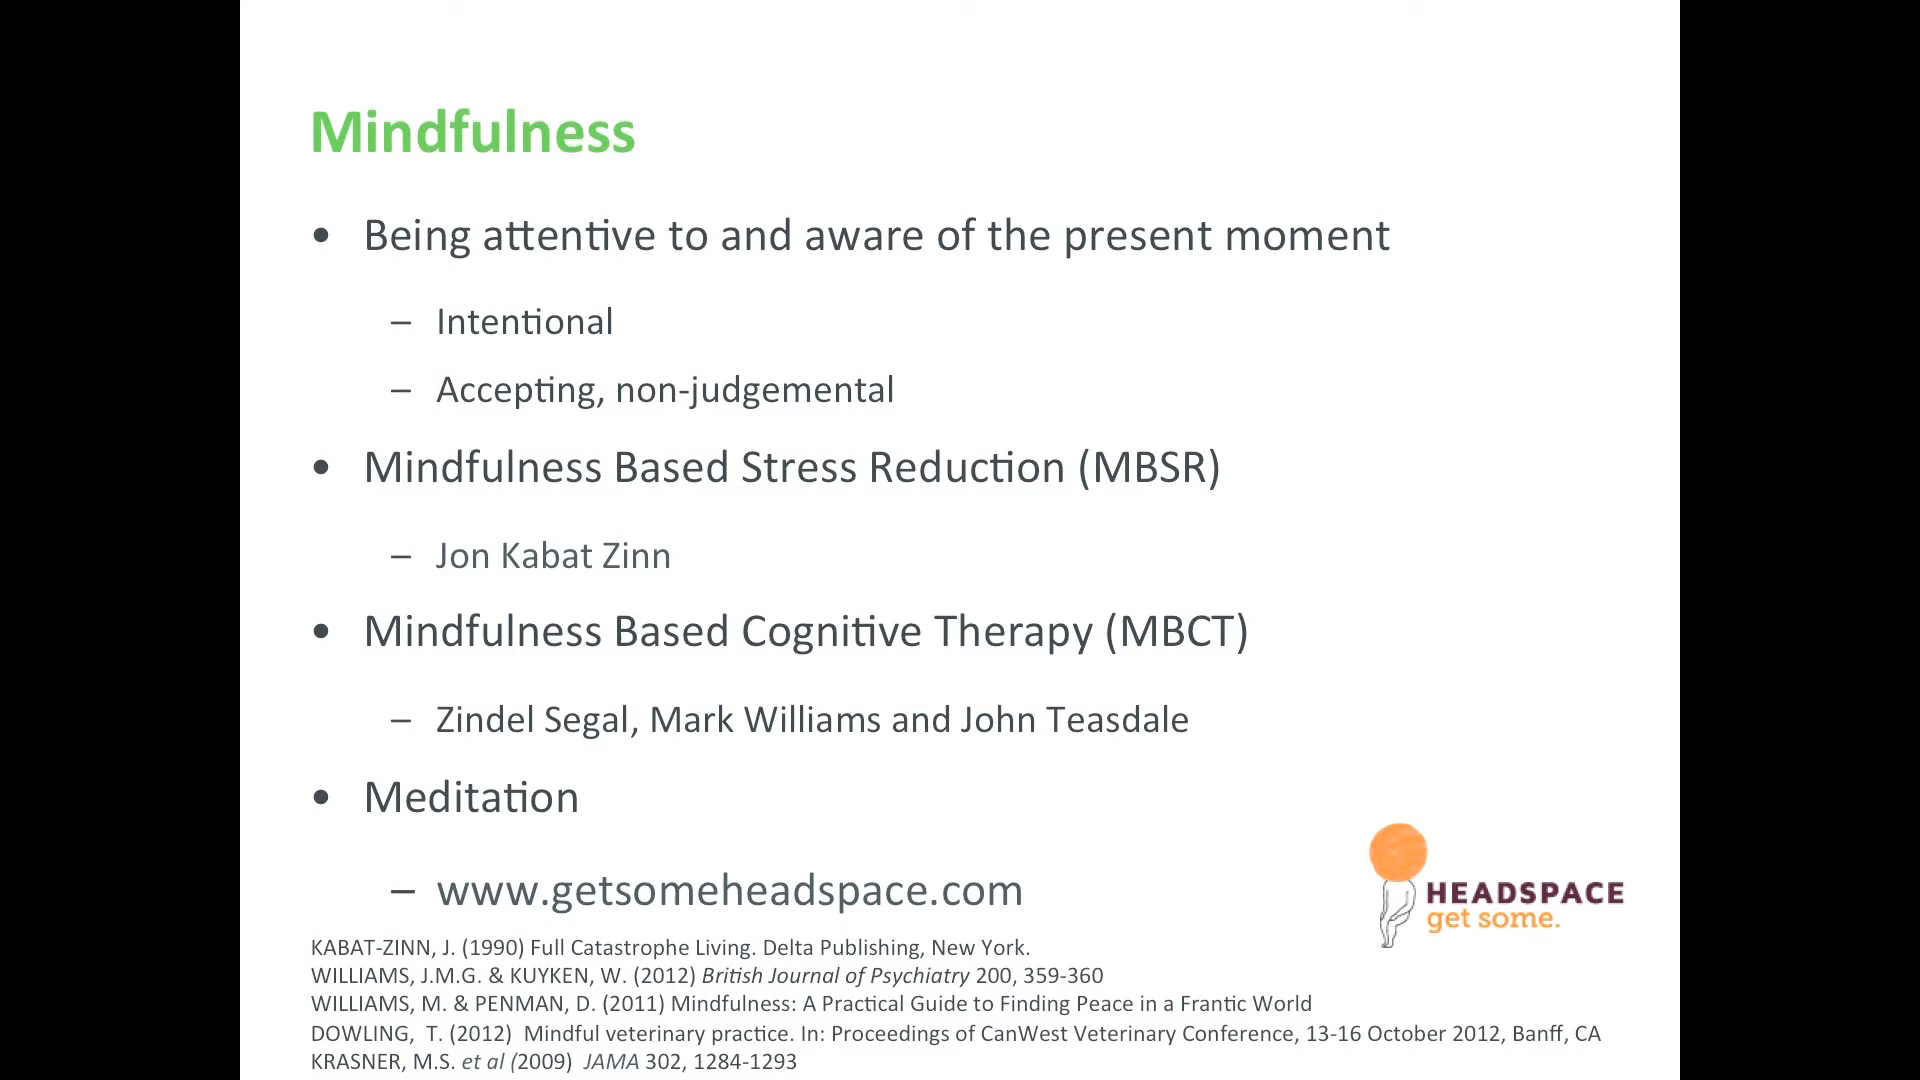 Mindfulness
• Being attentive to and aware of the present moment
– Intentional
– Accepting, non-judgemental
• Mindfulness Based Stress Reduction (MBSR)
– Jon Kabat Zinn
• Mindfulness Based Cognitive Therapy (MBCT)
– Zindel Segal, Mark Williams and John Teasdale
• Meditation
– www.getsomeheadspace.com
HEADSPACE
get some.
KABAT-ZINN, J. (1990) Full Catastrophe Living. Delta Publishing, New York.
WILLIAMS, J.M.G. & KUYKEN, W. (2012) British Journal of Psychiatry 200, 359-360
WILLIAMS, M. & PENMAN, D. (2011) Mindfulness: A Practical Guide to Finding Peace in a Frantic World
DOWLING, T. (2012) Mindful veterinary practice. In: Proceedings of CanWest Veterinary Conference, 13-16 October 2012, Banff, CA
KRASNER, M.S. et al (2009) JAMA 302, 1284-1293